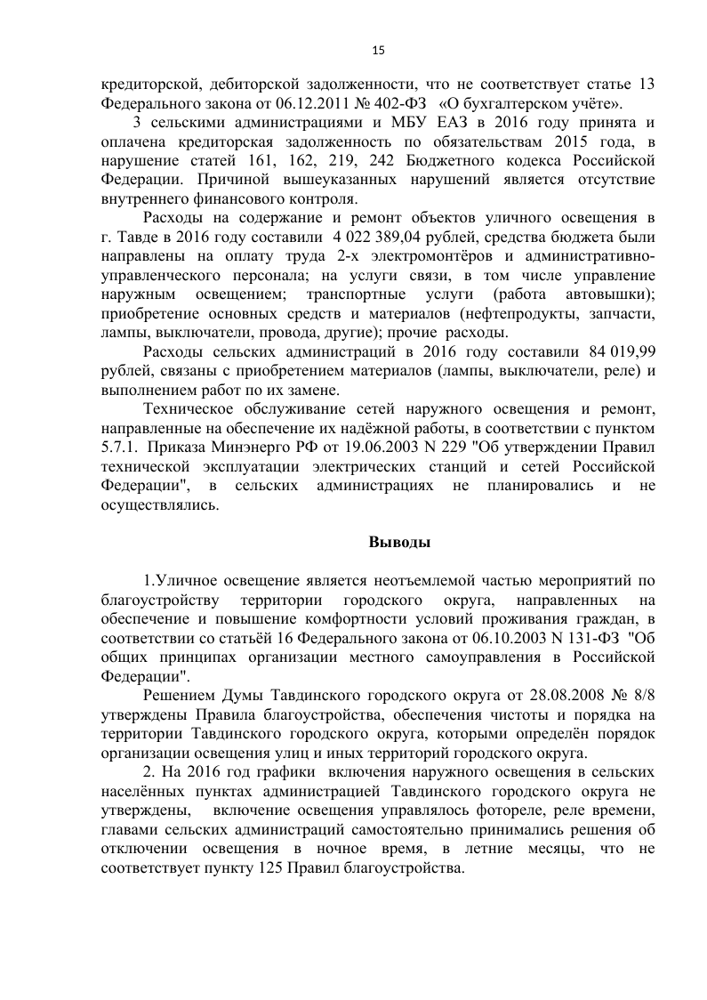 15
кредиторской, дебиторской задолженности, что не соответствует статье 13
Федерального закона от 06.12.2011 № 402-ФЗ «О бухгалтерском учёте».
3 сельскими администрациями и МБУ ЕАЗ в 2016 году принята и
оплачена кредиторская задолженность по обязательствам 2015 года, в
нарушение статей 161, 162, 219, 242 Бюджетного кодекса Российской
Федерации. Причиной вышеуказанных нарушений является отсутствие
внутреннего финансового контроля.
Расходы на содержание и ремонт объектов уличного освещения в
г. Тавде в 2016 году составили 4 022 389,04 рублей, средства бюджета были
направлены на оплату труда 2-х электромонтёров и административно-
управленческого персонала; на услуги связи, в том числе управление
наружным освещением; транспортные услуги (работа автовышки);
приобретение основных средств и материалов (нефтепродукты, запчасти,
лампы, выключатели, провода, другие); прочие расходы.
Расходы сельских администраций в 2016 году составили 84 019,99
рублей, связаны с приобретением материалов (лампы, выключатели, реле) и
выполнением работ по их замене.
Техническое обслуживание сетей наружного освещения и ремонт,
направленные на обеспечение их надёжной работы, в соответствии с пунктом
5.7.1. Приказа Минэнерго РФ от 19.06.2003 N 229 "Об утверждении Правил
технической эксплуатации электрических станций и сетей Российской
Федерации", в сельских администрациях не планировались и не
осуществлялись.
Выводы
1.Уличное освещение является неотъемлемой частью мероприятий по
благоустройству территории городского округа, направленных на
обеспечение и повышение комфортности условий проживания граждан, в
соответствии со статьёй 16 Федерального закона от 06.10.2003 N 131-ФЗ "Об
общих принципах организации местного самоуправления в Российской
Федерации".
Решением Думы Тавдинского городского округа от 28.08.2008 № 8/8
утверждены Правила благоустройства, обеспечения чистоты и порядка на
территории Тавдинского городского округа, которыми определён порядок
организации освещения улиц и иных территорий городского округа.
2. На 2016 год графики включения наружного освещения в сельских
населённых пунктах администрацией Тавдинского городского округа не
утверждены, включение освещения управлялось фотореле, реле времени,
главами сельских администраций самостоятельно принимались решения об
отключении освещения в ночное время, в летние месяцы, что не
соответствует пункту 125 Правил благоустройства.